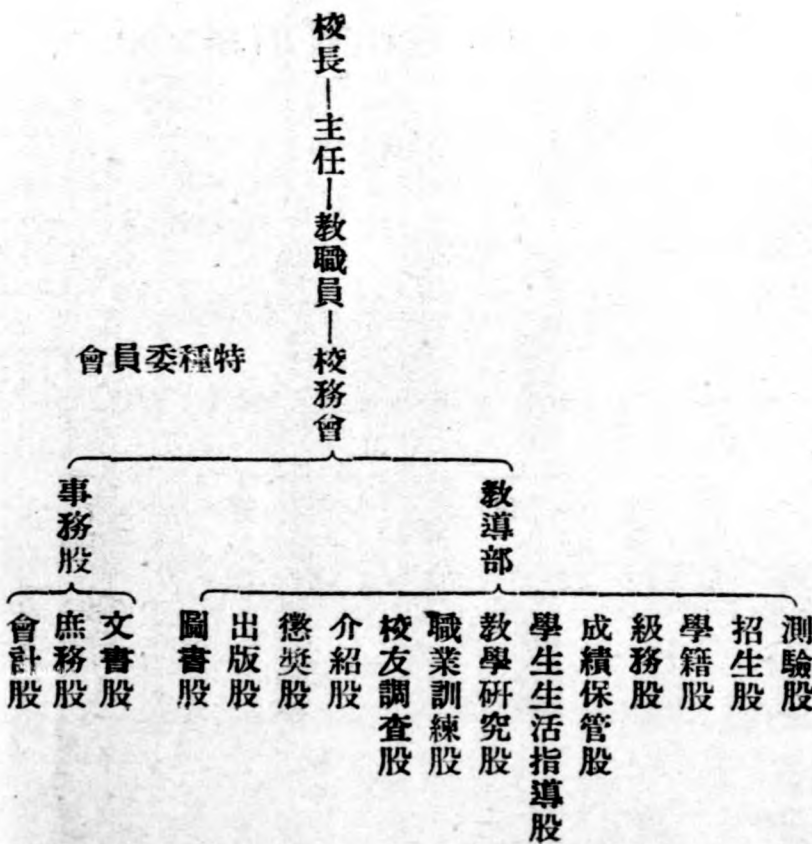 校長—主任—教職員—校務會
特種委員會
教導部
事務股
測驗股
招生股
學籍股
級務股
成績保管股
學生生活指導股
教學研究股
職業訓練股
校友調查股
介紹股
懲獎股
出版股
圖書股
文書股
庶務股
會計股